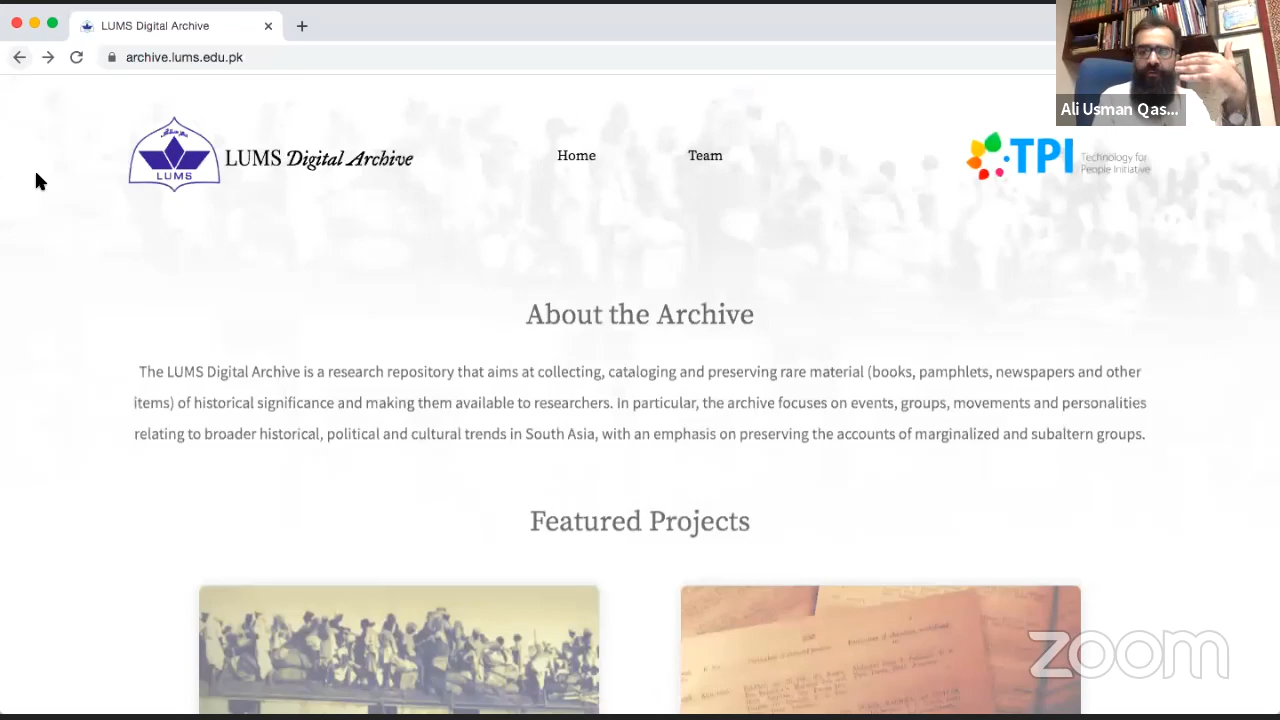 LUMS Digital Archive
archive.lums.edu.pk
Ali Usman Qas...
LUMS
LUMS Digital Archive
Home
Team
TPI
Technology for
People Initiative
About the Archive
The LUMS Digital Archive is a research repository that aims at collecting, cataloging and preserving rare material (books, pamphlets, newspapers and other
items) of historical significance and making them available to researchers. In particular, the archive focuses on events, groups, movements and personalities
relating to broader historical, political and cultural trends in South Asia, with an emphasis on preserving the accounts of marginalized and subaltern groups.
Featured Projects
zoom